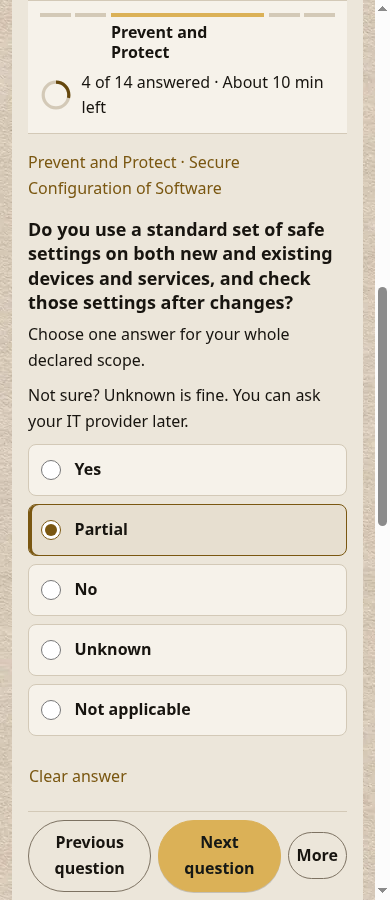 Prevent and
Protect
4 of 14 answered · About 10 min
left
Prevent and Protect · Secure
Configuration of Software
Do you use a standard set of safe
settings on both new and existing
devices and services, and check
those settings after changes?
Choose one answer for your whole
declared scope.
Not sure? Unknown is fine. You can ask
your IT provider later.
Yes
Partial
No
Unknown
Not applicable
Clear answer
Previous
question
Next
question
More